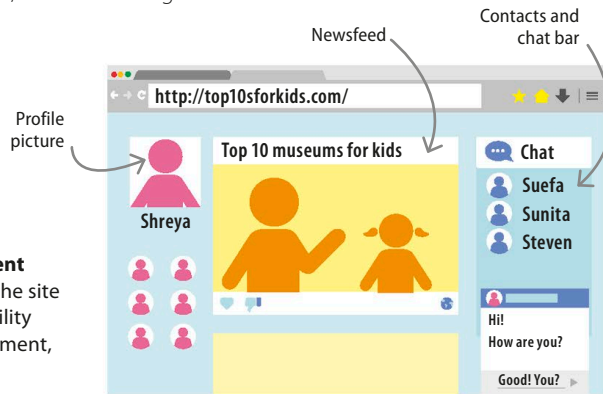 Contacts and
chat bar
Newsfeed
http://top10sforkids.com/
Profile
picture
Top 10 museums for kids
Chat
Suefa
Sunita
Steven
Shreya
he site
ility
ment,
Hi!
How are you?
Good! You?